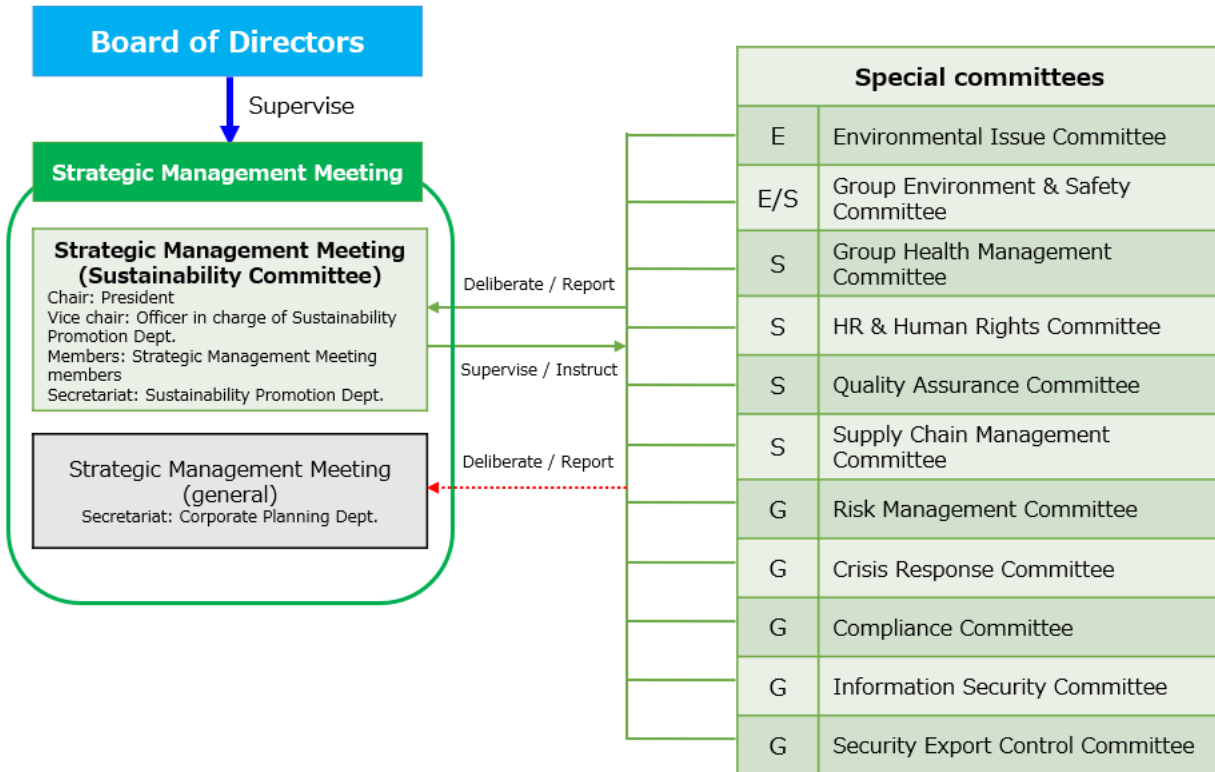 Board of Directors
Supervise
Strategic Management Meeting
Strategic Management Meeting
(Sustainability Committee)
Chair: President
Vice chair: Officer in charge of Sustainability
Promotion Dept.
Members: Strategic Management Meeting
members
Secretariat: Sustainability Promotion Dept.
Strategic Management Meeting
(general)
Secretariat: Corporate Planning Dept.
Deliberate / Report
Supervise / Instruct
Deliberate / Report
Special committees
E Environmental Issue Committee
E/S Group Environment & Safety
Committee
S Group Health Management
Committee
S HR & Human Rights Committee
S Quality Assurance Committee
S Supply Chain Management
Committee
G Risk Management Committee
G Crisis Response Committee
G Compliance Committee
G Information Security Committee
G Security Export Control Committee